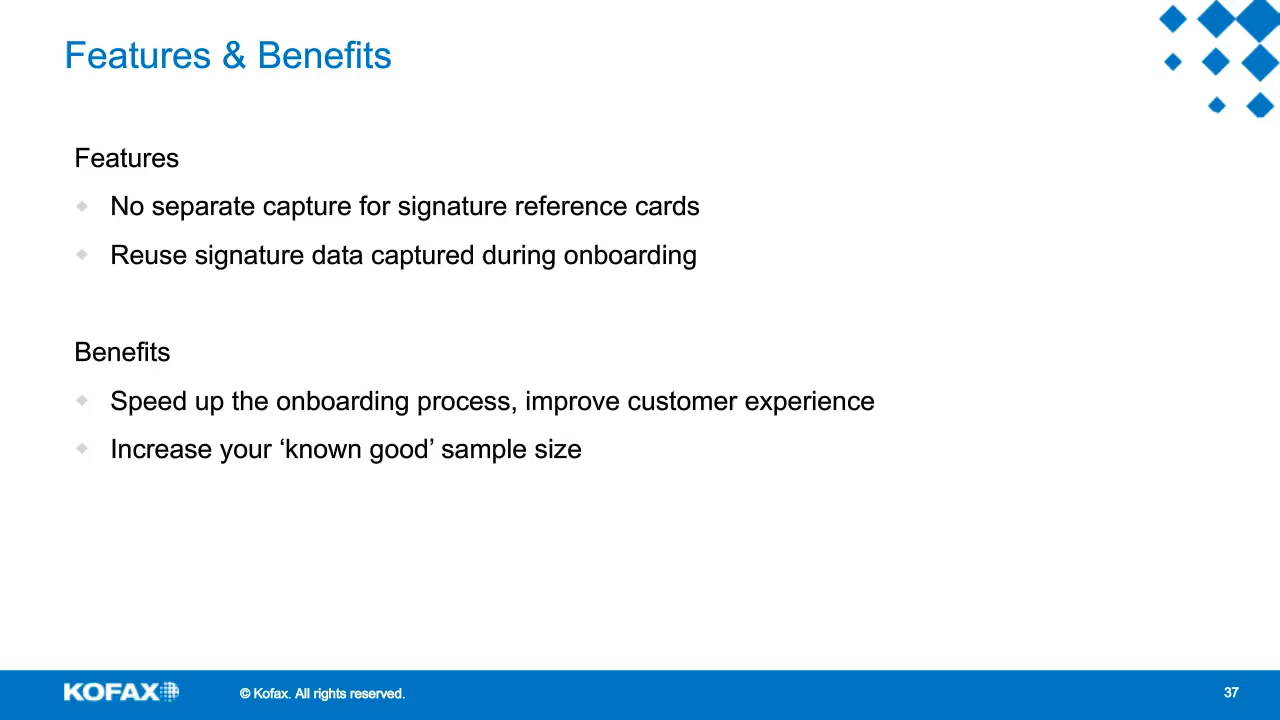 Features & Benefits
Features
No separate capture for signature reference cards
Reuse signature data captured during onboarding
Benefits
Speed up the onboarding process, improve customer experience
Increase your ‘known good’ sample size
KOFAX
© Kofax. All rights reserved.
37